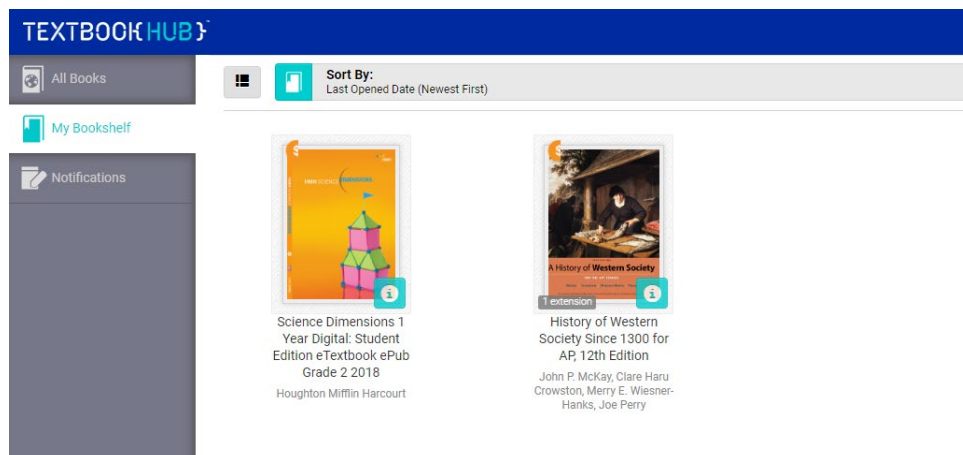 TEXTBOOK HUB}
All Books
My Bookshelf
Notifications
Sort By:
Last Opened Date (Newest First)
A History of Western Society
1 extension
Science Dimensions 1
Year Digital: Student
Edition eTextbook ePub
Grade 2 2018
Houghton Mifflin Harcourt
History of Western
Society Since 1300 for
AP, 12th Edition
John P. McKay, Clare Haru
Crowston, Merry E. Wiesner-
Hanks, Joe Perry